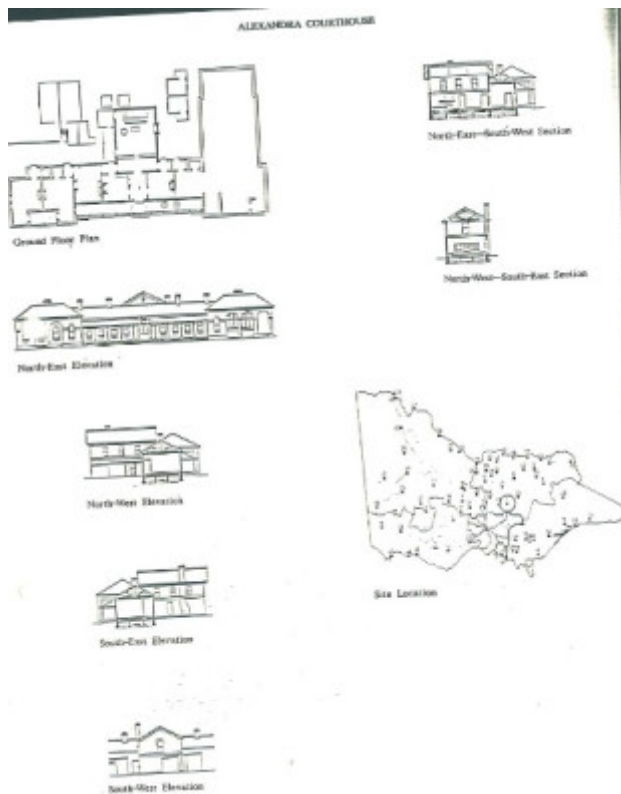 ALEXANDRA COURTHOUSE
Ground Floor Plan
North-East Elevation
North-West Elevation
South-East Elevation
South-West Elevation
North-East—South-West Section
North-West—South-East Section
Site Location